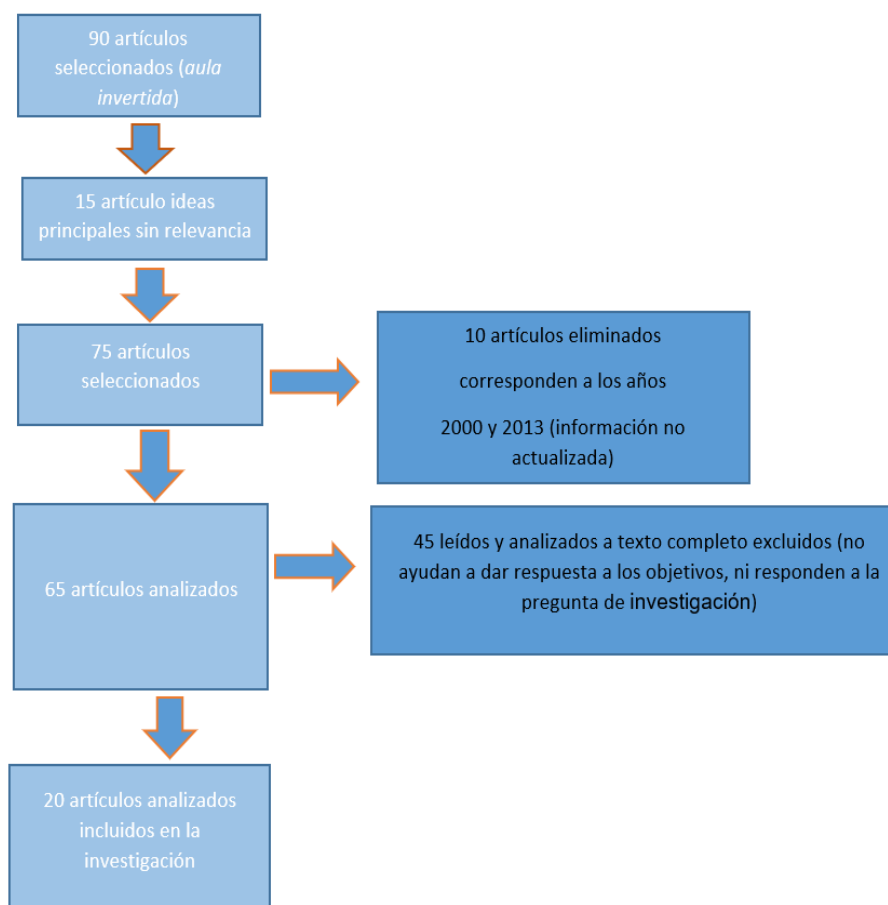 90 artículos
seleccionados (aula
invertida)
15 artículo ideas
principales sin relevancia
75 artículos
seleccionados
10 artículos eliminados
corresponden a los años
2000 y 2013 (información no
actualizada)
65 artículos analizados
45 leídos y analizados a texto completo excluidos (no
ayudan a dar respuesta a los objetivos, ni responden a la
pregunta de investigación)
20 artículos analizados
incluidos en la
investigación